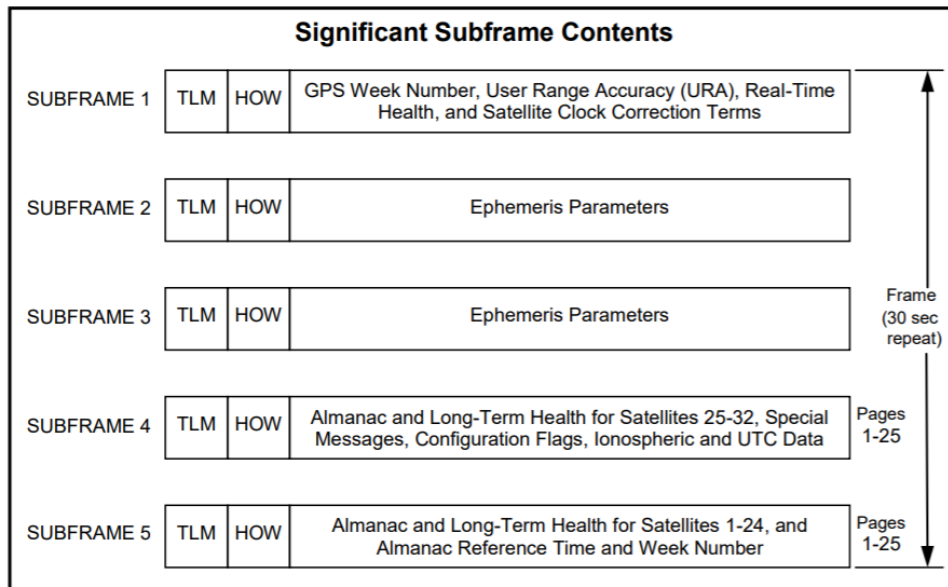 Significant Subframe Contents
SUBFRAME 1 TLM HOW GPS Week Number, User Range Accuracy (URA), Real-Time
Health, and Satellite Clock Correction Terms
SUBFRAME 2 TLM HOW Ephemeris Parameters
SUBFRAME 3 TLM HOW Ephemeris Parameters
Frame
(30 sec
repeat)
SUBFRAME 4 TLM HOW Almanac and Long-Term Health for Satellites 25-32, Special
Messages, Configuration Flags, Ionospheric and UTC Data
Pages
1-25
SUBFRAME 5 TLM HOW Almanac and Long-Term Health for Satellites 1-24, and
Almanac Reference Time and Week Number
Pages
1-25